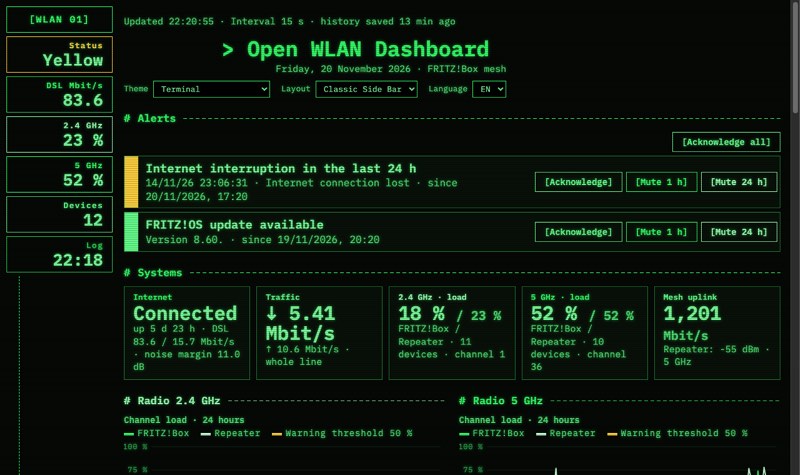 [WLAN 01]
Status
Yellow
DSL Mbit/s
83.6
2.4 GHz
23 %
5 GHz
52 %
Devices
12
Log
22:18
Updated 22:20:55 · Interval 15 s · history saved 13 min ago
> Open WLAN Dashboard
Friday, 20 November 2026 · FRITZ!Box mesh
Theme Terminal Layout Classic Side Bar Language EN
# Alerts
[Acknowledge all]
Internet interruption in the last 24 h
14/11/26 23:06:31 · Internet connection lost · since
20/11/2026, 17:20
[Acknowledge] [Mute 1 h] [Mute 24 h]
FRITZ!OS update available
Version 8.60. · since 19/11/2026, 20:20
[Acknowledge] [Mute 1 h] [Mute 24 h]
# Systems
Internet
Connected
up 5 d 23 h · DSL
83.6 / 15.7 Mbit/s
· noise margin 11.0
dB
Traffic
↓ 5.41
Mbit/s
↑ 10.6 Mbit/s ·
whole line
2.4 GHz · load
18 % / 23 %
FRITZ!Box /
Repeater · 11
devices · channel 1
5 GHz · load
52 % / 52 %
FRITZ!Box /
Repeater · 10
devices · channel
36
Mesh uplink
1,201
Mbit/s
Repeater: -55 dBm ·
5 GHz
# Radio 2.4 GHz
Channel load · 24 hours
FRITZ!Box Repeater Warning threshold 50 %
100 %
75 %
# Radio 5 GHz
Channel load · 24 hours
FRITZ!Box Repeater Warning threshold 50 %
100 %
75 %